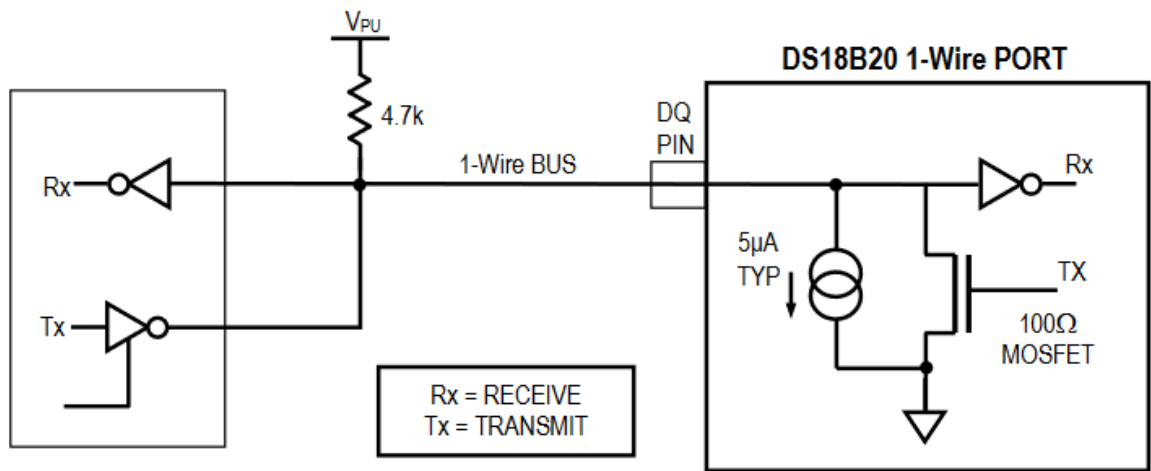 V_PU
DS18B20 1-Wire PORT
4.7k
DQ
PIN
1-Wire BUS
Rx
Rx
5µA
TYP
TX
Tx
100Ω
MOSFET
Rx = RECEIVE
Tx = TRANSMIT